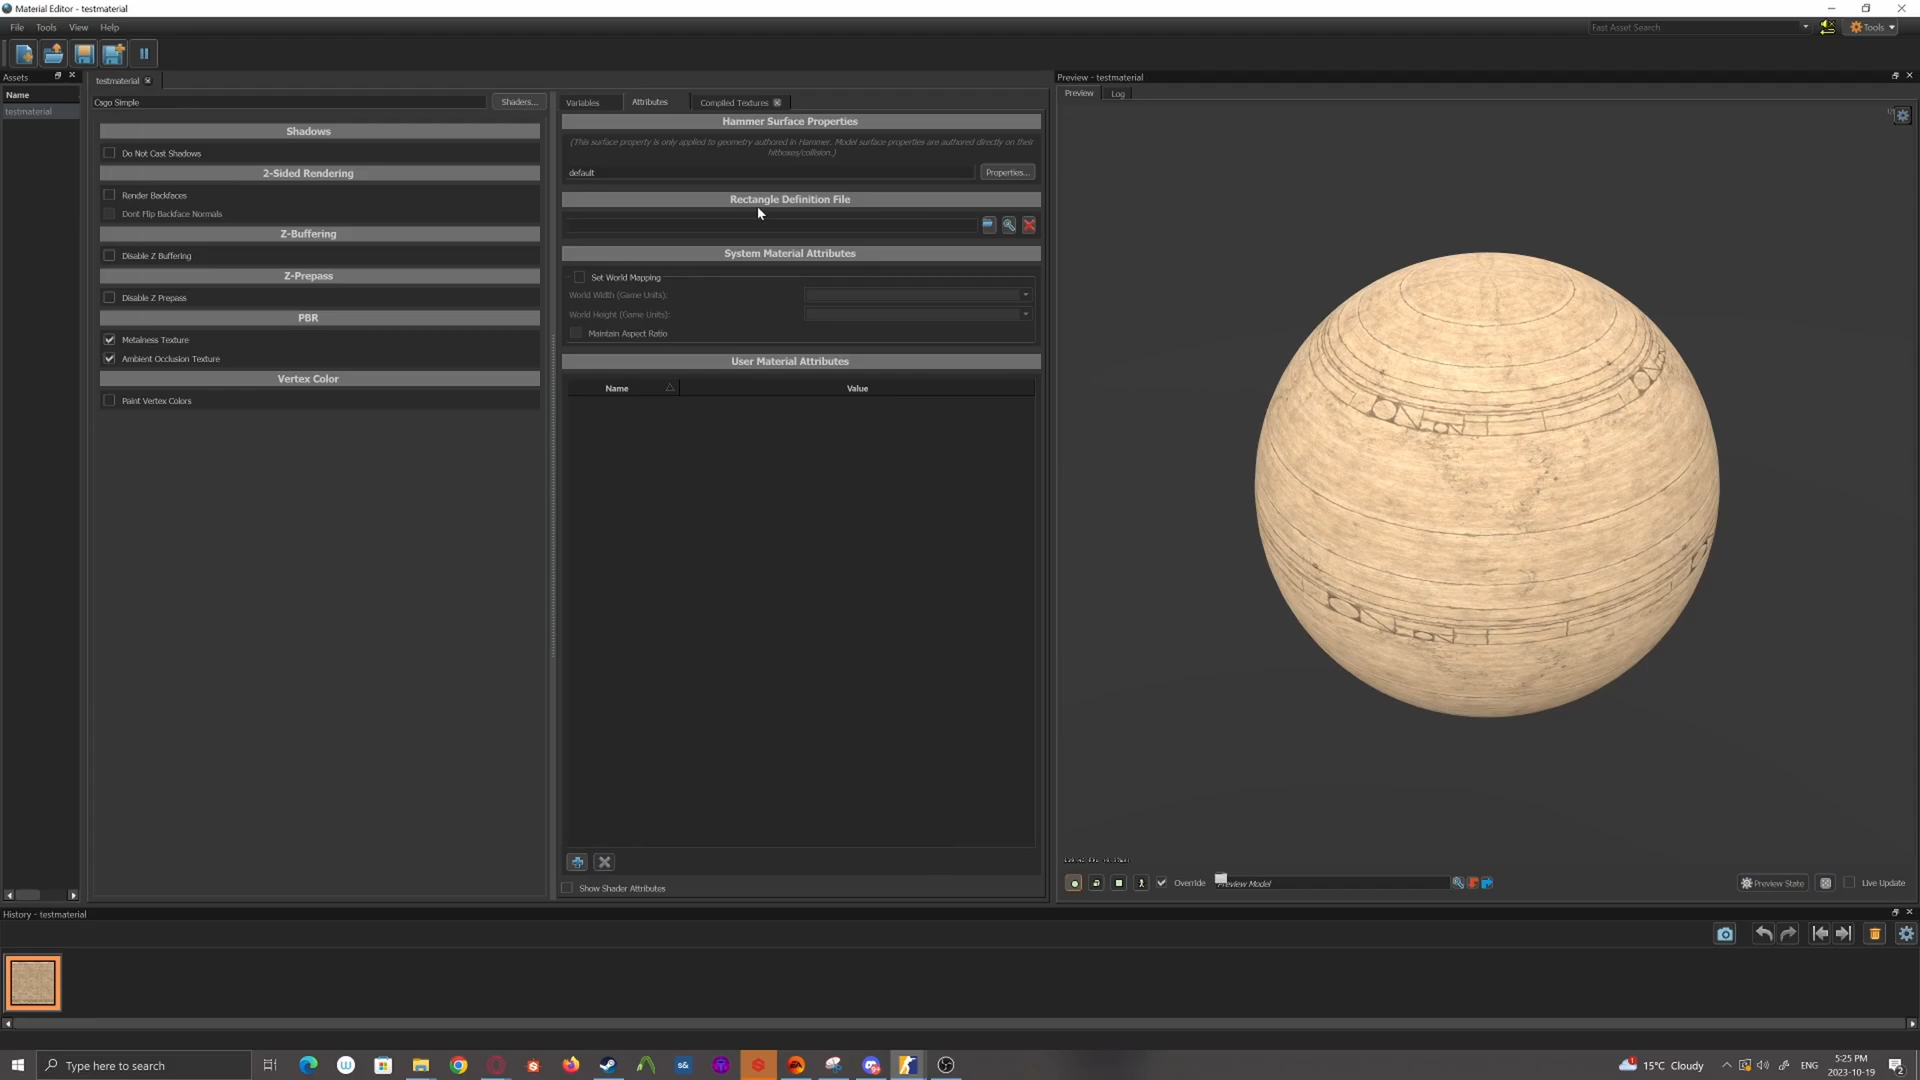 Material Editor - testmaterial
File Tools View Help
Fast Asset Search
Tools
Assets
testmaterial
Preview - testmaterial
Name
testmaterial
Csgo Simple
Shaders...
Shadows
Do Not Cast Shadows
2-Sided Rendering
Render Backfaces
Dont Flip Backface Normals
Z-Buffering
Disable Z Buffering
Z-Prepass
Disable Z Prepass
PBR
Metalness Texture
Ambient Occlusion Texture
Vertex Color
Paint Vertex Colors
Variables Attributes Compiled Textures
Hammer Surface Properties
(This surface property is only applied to geometry authored in Hammer. Model surface properties are authored directly on their
hitboxes/collision.)
default
Properties...
Rectangle Definition File
System Material Attributes
Set World Mapping
World Width (Game Units):
World Height (Game Units):
Maintain Aspect Ratio
User Material Attributes
Name Value
Show Shader Attributes
Preview Log
Override
Preview Model
Preview State
Live Update
History - testmaterial
Type here to search
15°C Cloudy
ENG
5:25 PM
2023-10-19